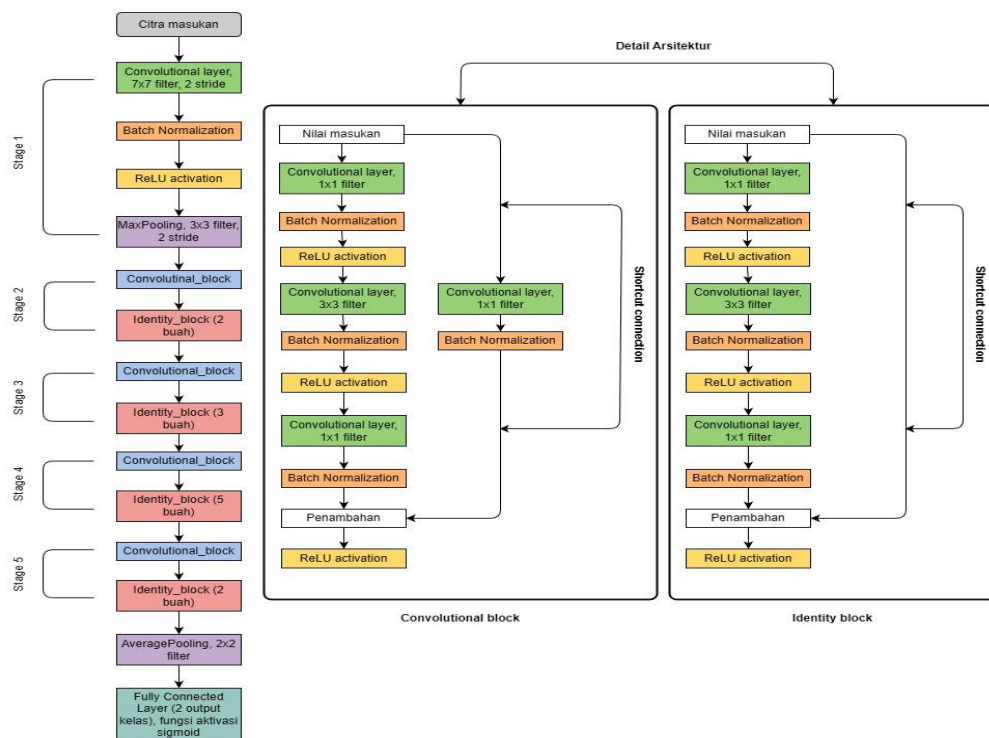 Citra masukan
Convolutional layer,
7x7 filter, 2 stride
Batch Normalization
ReLU activation
MaxPooling, 3x3 filter,
2 stride
Stage 1
Convolutinal_block
Identity_block (2
buah)
Stage 2
Convolutional_block
Identity_block (3
buah)
Stage 3
Convolutional_block
Identity_block (5
buah)
Stage 4
Convolutional_block
Identity_block (2
buah)
Stage 5
AveragePooling, 2x2
filter
Fully Connected
Layer (2 output
kelas), fungsi aktivasi
sigmoid
Detail Arsitektur
Nilai masukan
Convolutional layer,
1x1 filter
Batch Normalization
ReLU activation
Convolutional layer,
3x3 filter
Batch Normalization
ReLU activation
Convolutional layer,
1x1 filter
Batch Normalization
Penambahan
ReLU activation
Convolutional layer,
1x1 filter
Batch Normalization
Shortcut connection
Convolutional block
Nilai masukan
Convolutional layer,
1x1 filter
Batch Normalization
ReLU activation
Convolutional layer,
3x3 filter
Batch Normalization
ReLU activation
Convolutional layer,
1x1 filter
Batch Normalization
Penambahan
ReLU activation
Shortcut connection
Identity block